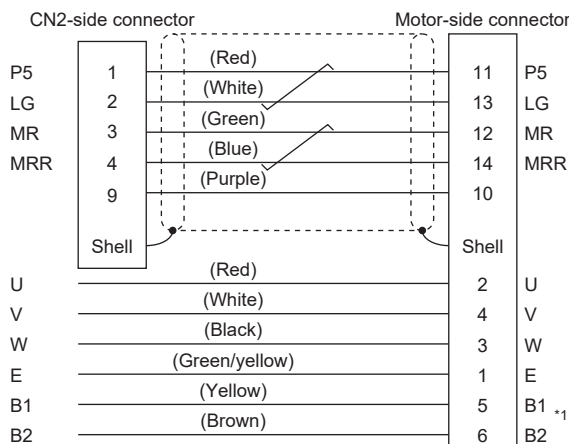 CN2-side connector Motor-side connector
P5 1 (Red) 11 P5
LG 2 (White) 13 LG
MR 3 (Green) 12 MR
MRR 4 (Blue) 14 MRR
9 (Purple) 10
Shell Shell
U (Red) 2 U
V (White) 4 V
W (Black) 3 W
E (Green/yellow) 1 E
B1 (Yellow) 5 B1 *1
B2 (Brown) 6 B2